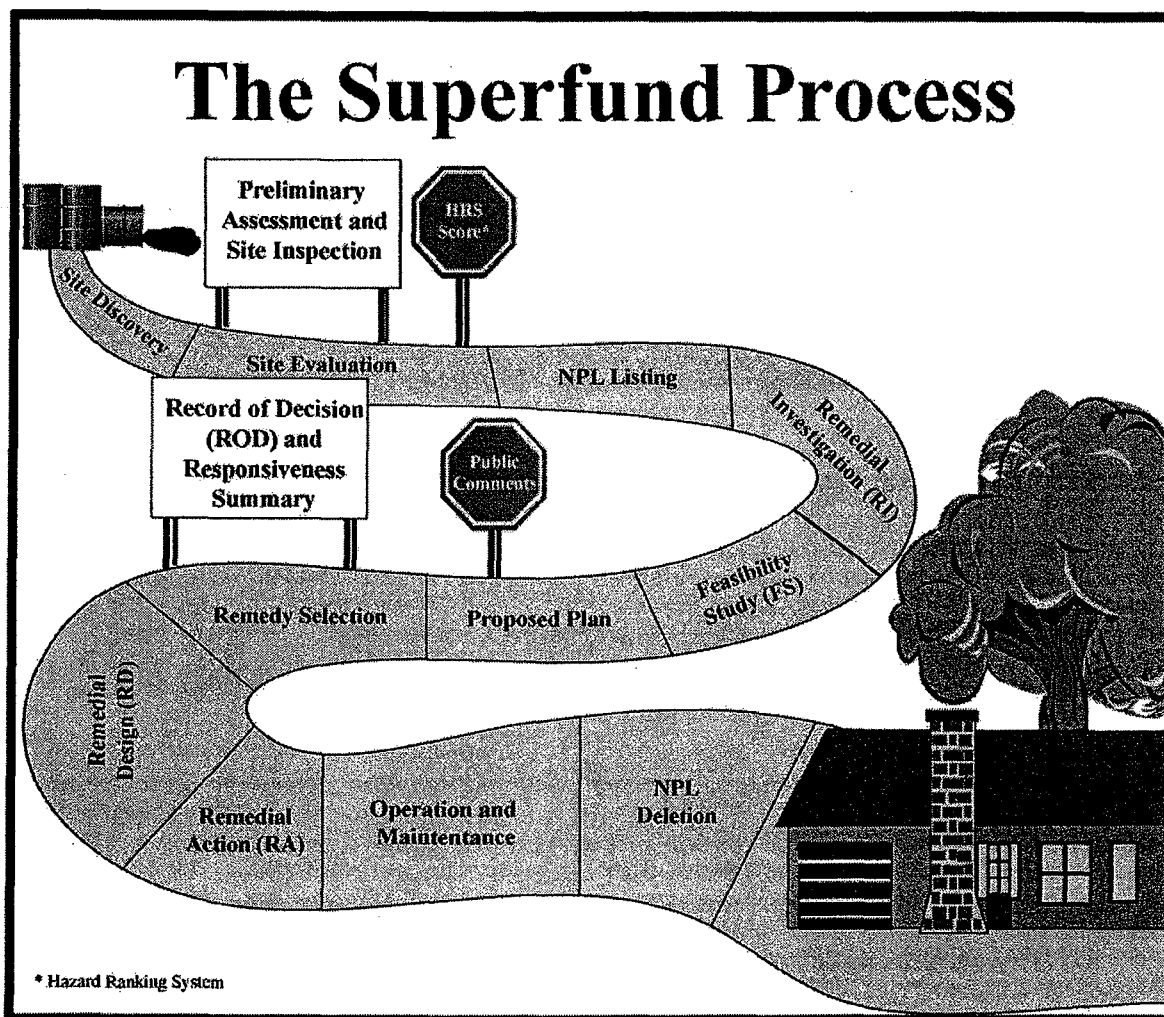 The Superfund Process
Preliminary
Assessment and
Site Inspection
HRS
Score*
Site Discovery
Site Evaluation
NPL Listing
Remedial
Investigation (RI)
Record of Decision
(ROD) and
Responsiveness
Summary
Public
Comments
Feasibility
Study (FS)
Proposed Plan
Remedy Selection
Remedial
Design (RD)
Remedial
Action (RA)
Operation and
Maintentance
NPL
Deletion
* Hazard Ranking System